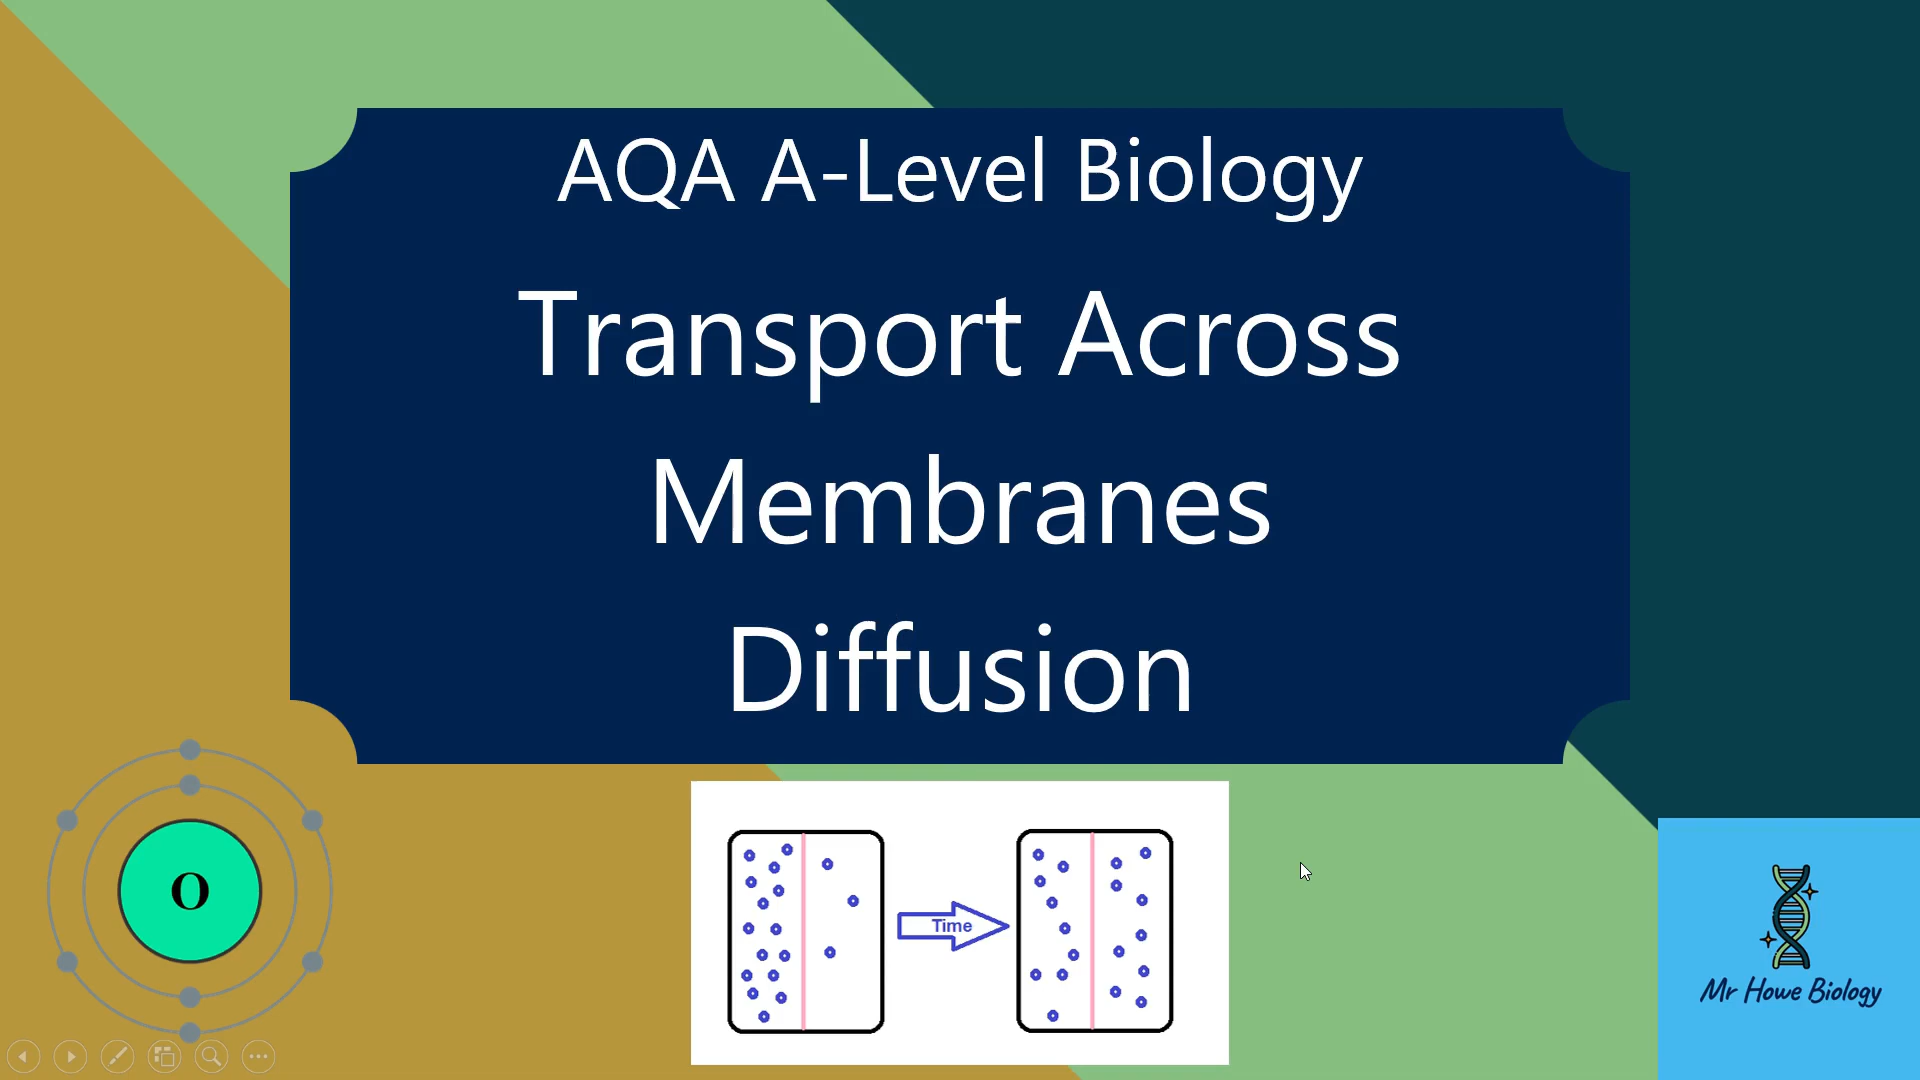 AQA A-Level Biology
Transport Across
Membranes
Diffusion
O
Time
Mr Howe Biology